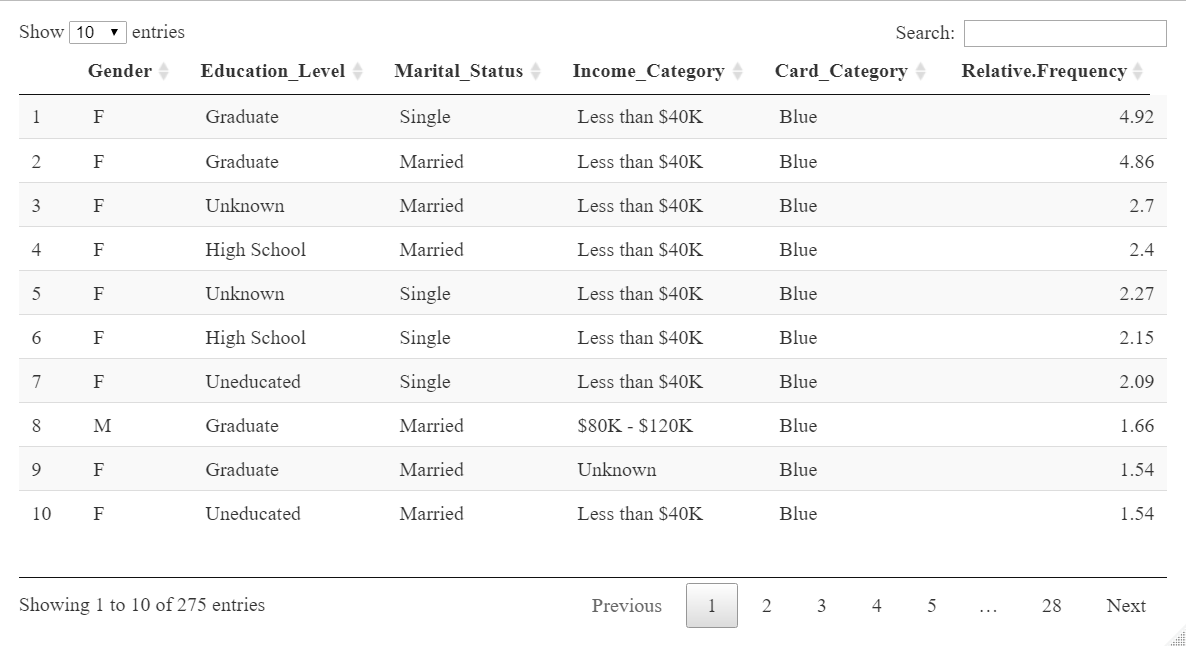 Show 10 entries Search:
Gender Education_Level Marital_Status Income_Category Card_Category Relative.Frequency
1 F Graduate Single Less than $40K Blue 4.92
2 F Graduate Married Less than $40K Blue 4.86
3 F Unknown Married Less than $40K Blue 2.7
4 F High School Married Less than $40K Blue 2.4
5 F Unknown Single Less than $40K Blue 2.27
6 F High School Single Less than $40K Blue 2.15
7 F Uneducated Single Less than $40K Blue 2.09
8 M Graduate Married $80K - $120K Blue 1.66
9 F Graduate Married Unknown Blue 1.54
10 F Uneducated Married Less than $40K Blue 1.54
Showing 1 to 10 of 275 entries Previous 1 2 3 4 5 … 28 Next